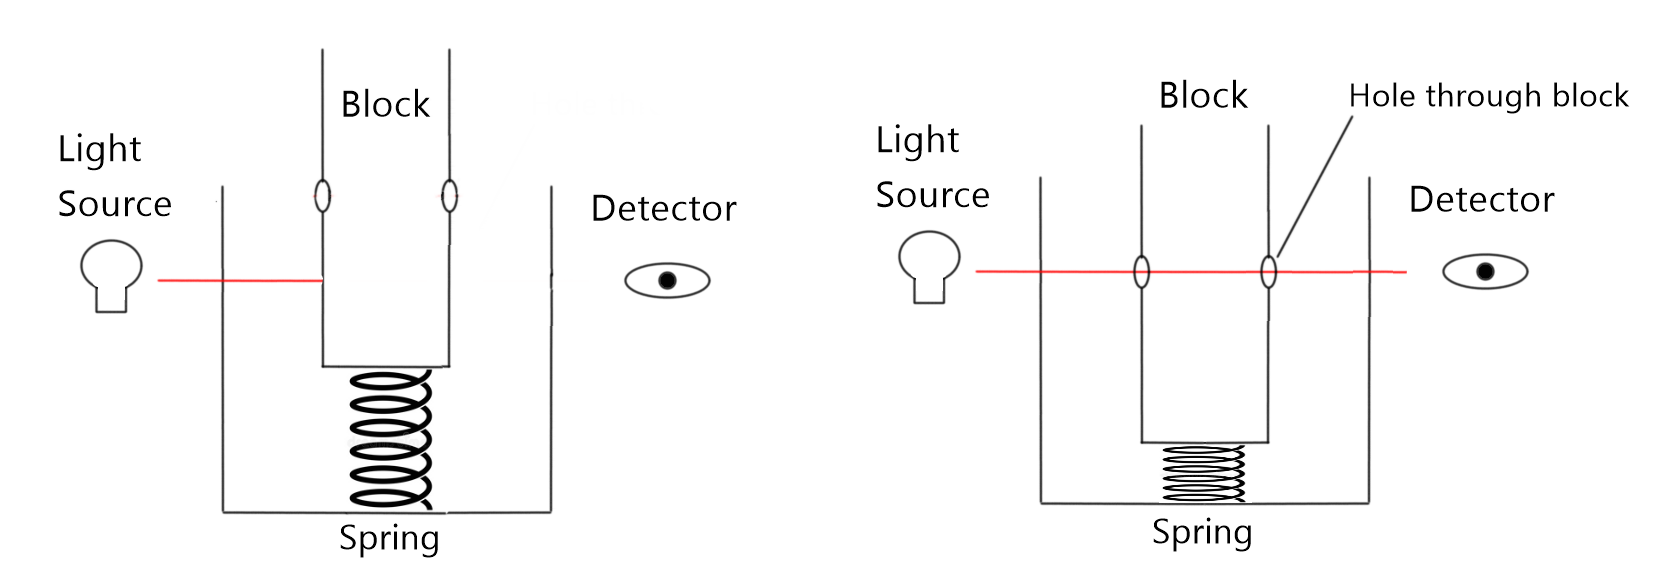 Block
Light
Source
Detector
Spring
Block
Hole through block
Light
Source
Detector
Spring